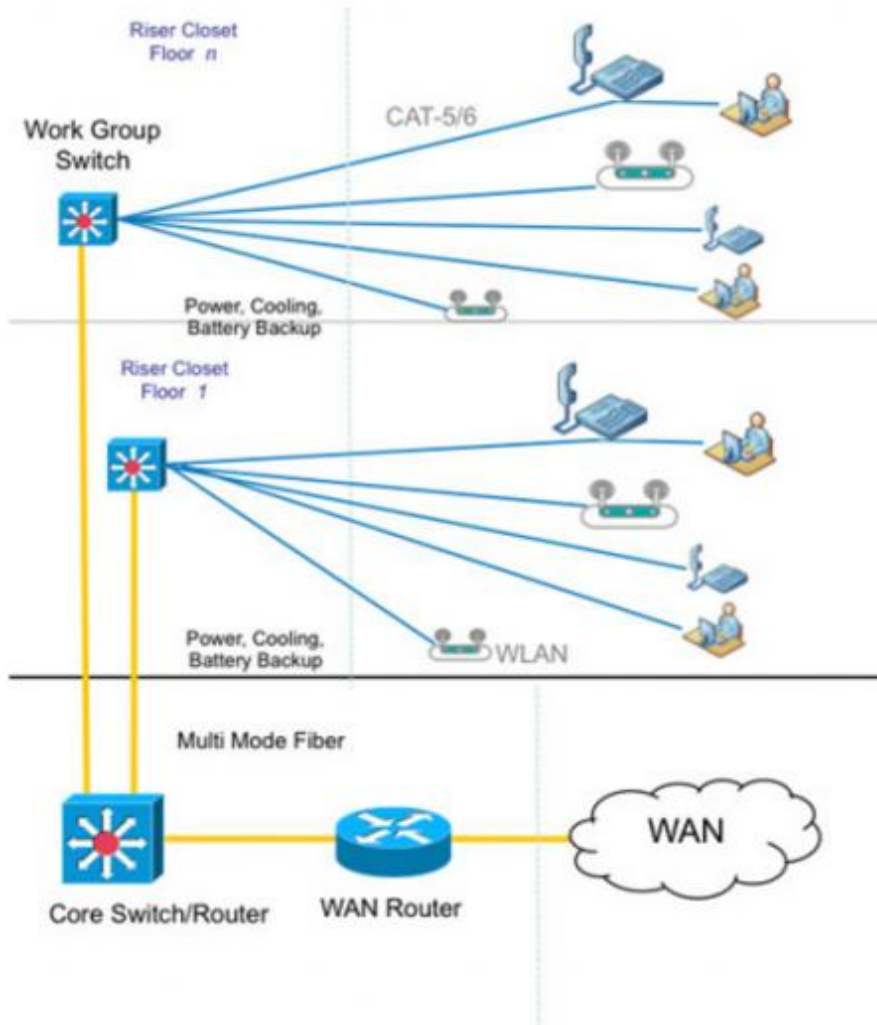 Riser Closet
Floor n
CAT-5/6
Work Group
Switch
Power, Cooling,
Battery Backup
Riser Closet
Floor 1
Power, Cooling,
Battery Backup
WLAN
Multi Mode Fiber
WAN
Core Switch/Router
WAN Router